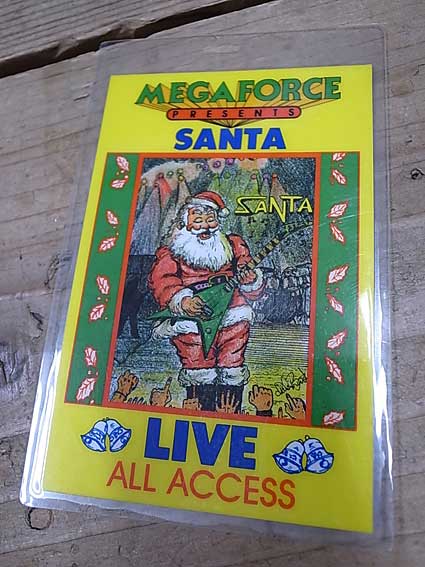 MEGAFORCE
PRESENTS
SANTA
SANTA
LIVE
ALL ACCESS